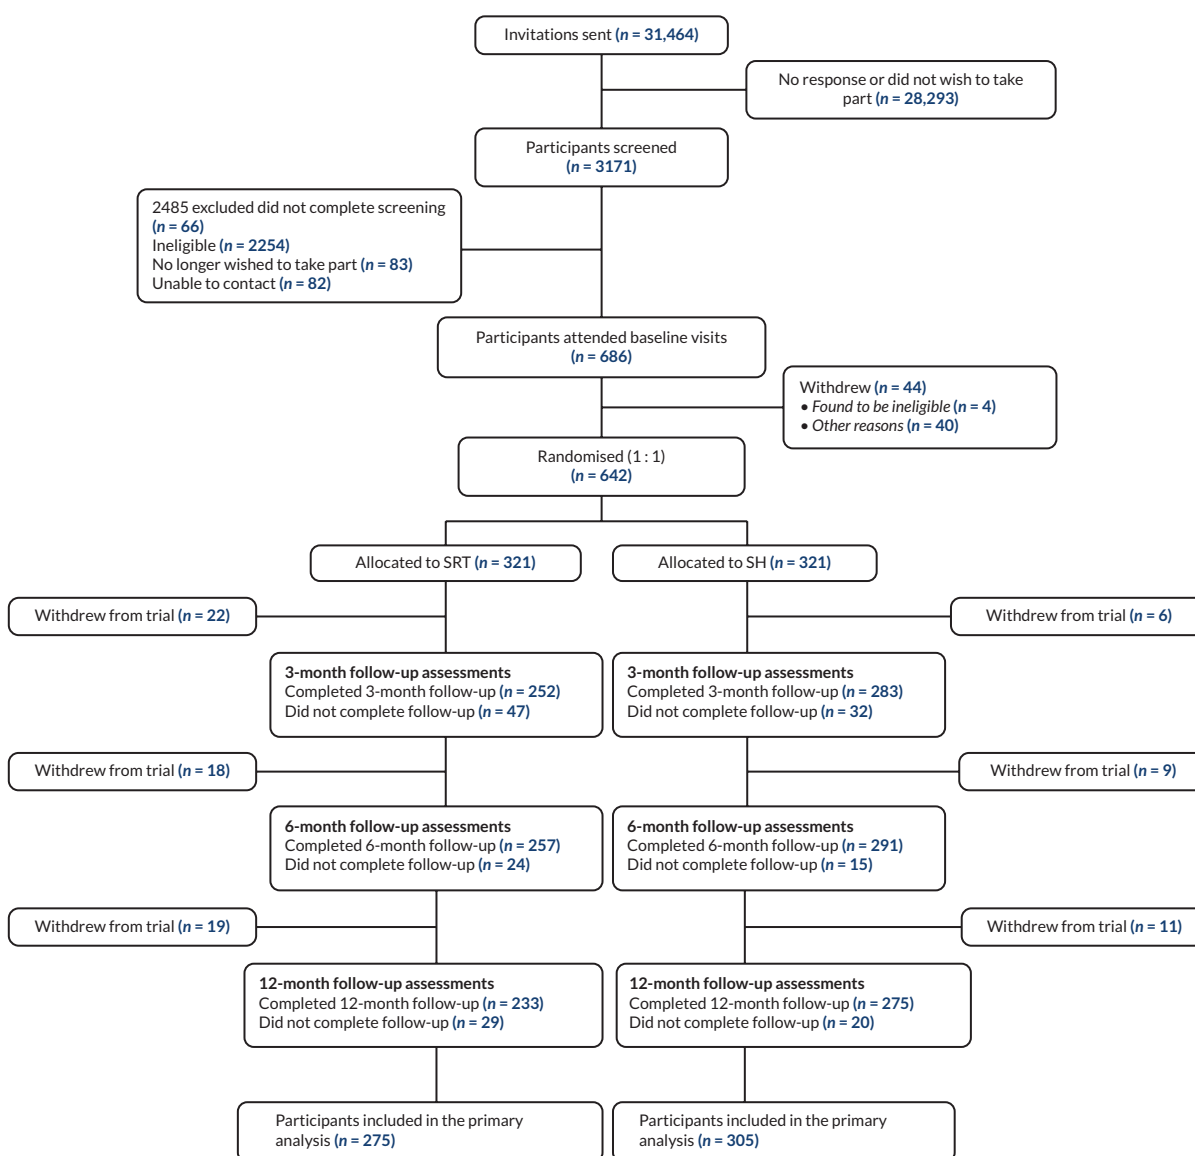 Invitations sent (n = 31,464)
No response or did not wish to take
part (n = 28,293)
Participants screened
(n = 3171)
2485 excluded did not complete screening
(n = 66)
Ineligible (n = 2254)
No longer wished to take part (n = 83)
Unable to contact (n = 82)
Participants attended baseline visits
(n = 686)
Withdrew (n = 44)
• Found to be ineligible (n = 4)
• Other reasons (n = 40)
Randomised (1 : 1)
(n = 642)
Allocated to SRT (n = 321)
Allocated to SH (n = 321)
Withdrew from trial (n = 22)
Withdrew from trial (n = 6)
3-month follow-up assessments
Completed 3-month follow-up (n = 252)
Did not complete follow-up (n = 47)
3-month follow-up assessments
Completed 3-month follow-up (n = 283)
Did not complete follow-up (n = 32)
Withdrew from trial (n = 18)
Withdrew from trial (n = 9)
6-month follow-up assessments
Completed 6-month follow-up (n = 257)
Did not complete follow-up (n = 24)
6-month follow-up assessments
Completed 6-month follow-up (n = 291)
Did not complete follow-up (n = 15)
Withdrew from trial (n = 19)
Withdrew from trial (n = 11)
12-month follow-up assessments
Completed 12-month follow-up (n = 233)
Did not complete follow-up (n = 29)
12-month follow-up assessments
Completed 12-month follow-up (n = 275)
Did not complete follow-up (n = 20)
Participants included in the primary
analysis (n = 275)
Participants included in the primary
analysis (n = 305)